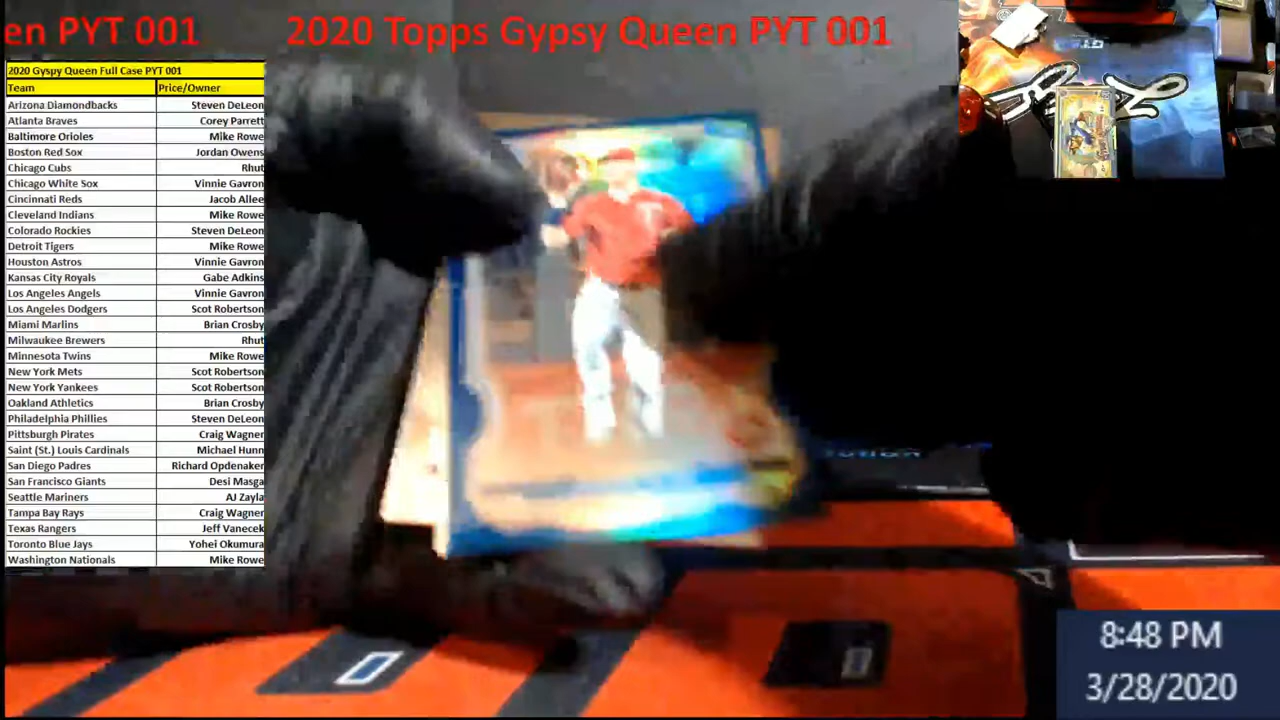 en PYT 001 2020 Topps Gypsy Queen PYT 001
2020 Gyspy Queen Full Case PYT 001
Team Price/Owner
Arizona Diamondbacks Steven DeLeon
Atlanta Braves Corey Parrett
Baltimore Orioles Mike Rowe
Boston Red Sox Jordan Owens
Chicago Cubs Rhut
Chicago White Sox Vinnie Gavron
Cincinnati Reds Jacob Allee
Cleveland Indians Mike Rowe
Colorado Rockies Steven DeLeon
Detroit Tigers Mike Rowe
Houston Astros Vinnie Gavron
Kansas City Royals Gabe Adkins
Los Angeles Angels Vinnie Gavron
Los Angeles Dodgers Scot Robertson
Miami Marlins Brian Crosby
Milwaukee Brewers Rhut
Minnesota Twins Mike Rowe
New York Mets Scot Robertson
New York Yankees Scot Robertson
Oakland Athletics Brian Crosby
Philadelphia Phillies Steven DeLeon
Pittsburgh Pirates Craig Wagner
Saint (St.) Louis Cardinals Michael Hunn
San Diego Padres Richard Opdenaker
San Francisco Giants Desi Masga
Seattle Mariners AJ Zayla
Tampa Bay Rays Craig Wagner
Texas Rangers Jeff Vanecek
Toronto Blue Jays Yohei Okumura
Washington Nationals Mike Rowe
8:48 PM
3/28/2020